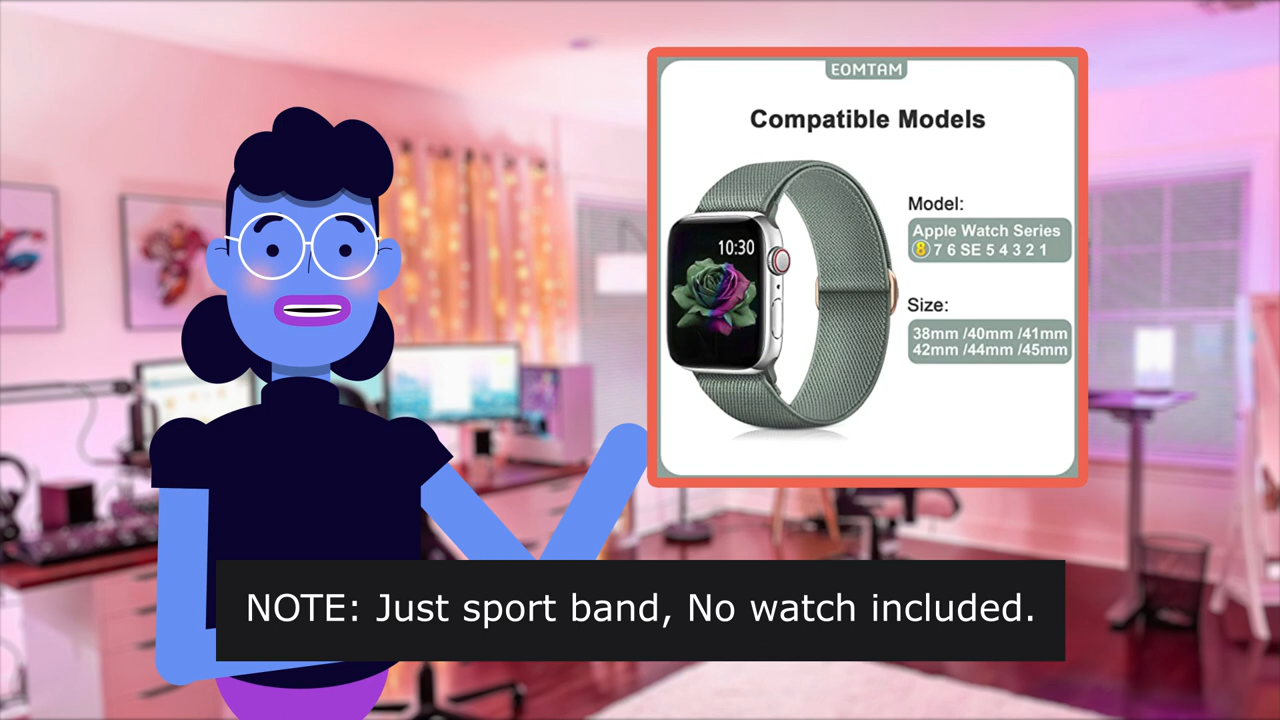 EOMTAM
Compatible Models
Model:
Apple Watch Series
8 7 6 SE 5 4 3 2 1
10:30
Size:
38mm /40mm /41mm
42mm /44mm /45mm
NOTE: Just sport band, No watch included.